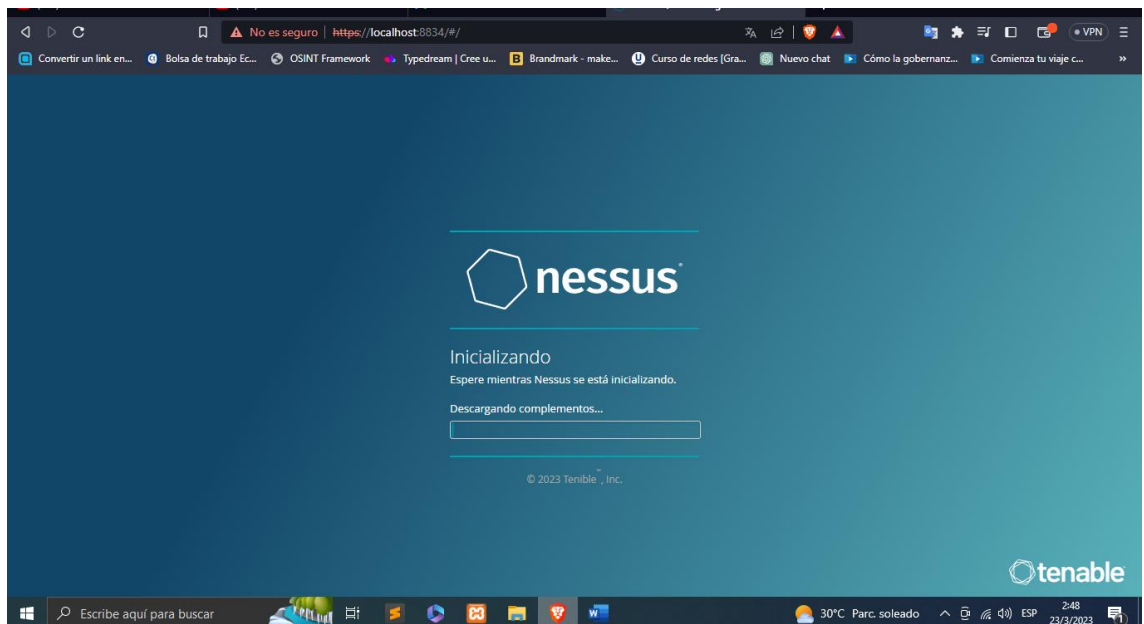 No es seguro https://localhost:8834/#/
VPN
Convertir un link en... Bolsa de trabajo Ec... OSINT Framework Typedream | Cree u... Brandmark - make... Curso de redes [Gra... Nuevo chat Cómo la gobernanz... Comienza tu viaje c... »
nessus
Inicializando
Espere mientras Nessus se está inicializando.
Descargando complementos...
© 2023 Tenible™, Inc.
tenable
Escribe aquí para buscar
30°C Parc. soleado
ESP
2:48
23/3/2023